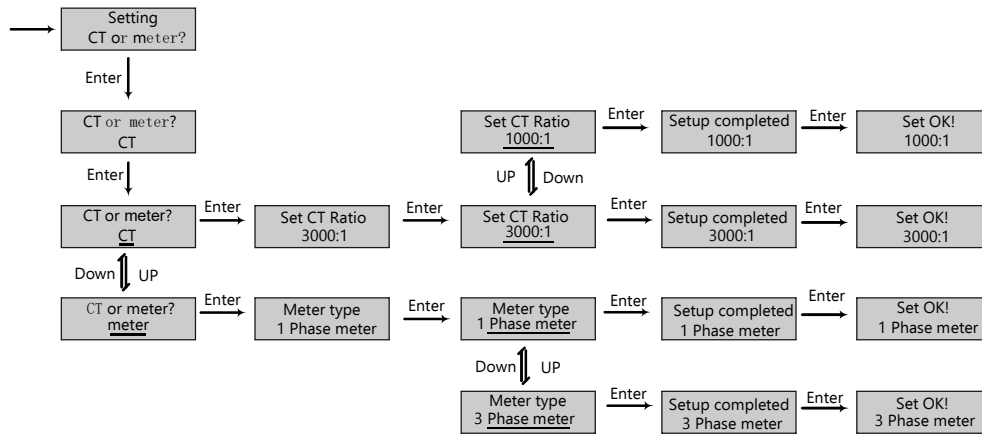 Setting
CT or meter?
Enter
CT or meter?
CT
Set CT Ratio
1000:1
Enter
Setup completed
1000:1
Enter
Set OK!
1000:1
Enter
UP Down
CT or meter?
CT
Enter
Set CT Ratio
3000:1
Enter
Set CT Ratio
3000:1
Enter
Setup completed
3000:1
Enter
Set OK!
3000:1
Down UP
CT or meter?
meter
Enter
Meter type
1 Phase meter
Enter
Meter type
1 Phase meter
Enter
Setup completed
1 Phase meter
Enter
Set OK!
1 Phase meter
Down UP
Meter type
3 Phase meter
Enter
Setup completed
3 Phase meter
Enter
Set OK!
3 Phase meter